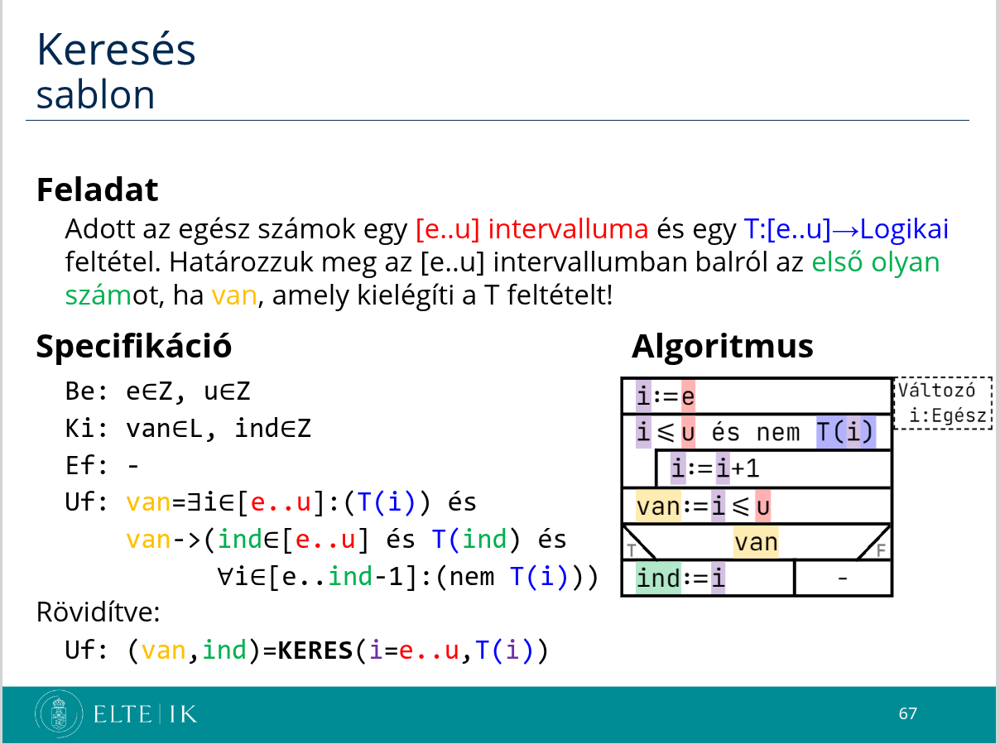 Keresés
sablon
Feladat
Adott az egész számok egy [e..u] intervalluma és egy T:[e..u]→Logikai
feltétel. Határozzuk meg az [e..u] intervallumban balról az első olyan
számot, ha van, amely kielégíti a T feltételt!
Specifikáció
Be: e∈Z, u∈Z
Ki: van∈L, ind∈Z
Ef: -
Uf: van=∃i∈[e..u]:(T(i)) és
van->(ind∈[e..u] és T(ind) és
∀i∈[e..ind-1]:(nem T(i)))
Rövidítve:
Uf: (van,ind)=KERES(i=e..u,T(i))
Algoritmus
i:=e
i≤u és nem T(i)
i:=i+1
van:=i≤u
T van F
ind:=i -
Változó
i:Egész
ELTE | IK
67